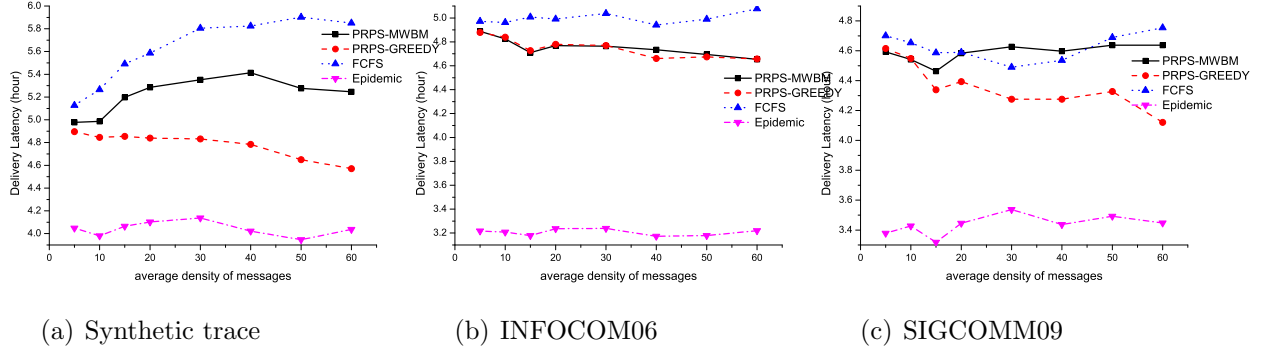 6.0
5.8
5.6
5.4
5.2
5.0
4.8
4.6
4.4
4.2
4.0
Delivery Latency (hour)
0 10 20 30 40 50 60
average density of messages
PRPS-MWBM
PRPS-GREEDY
FCFS
Epidemic
(a) Synthetic trace
5.0
4.8
4.6
4.4
4.2
4.0
3.8
3.6
3.4
3.2
Delivery Latency (hour)
0 10 20 30 40 50 60
average density of messages
PRPS-MWBM
PRPS-GREEDY
FCFS
Epidemic
(b) INFOCOM06
4.8
4.6
4.4
4.2
4.0
3.8
3.6
3.4
Delivery Latency (hour)
0 10 20 30 40 50 60
average density of messages
PRPS-MWBM
PRPS-GREEDY
FCFS
Epidemic
(c) SIGCOMM09